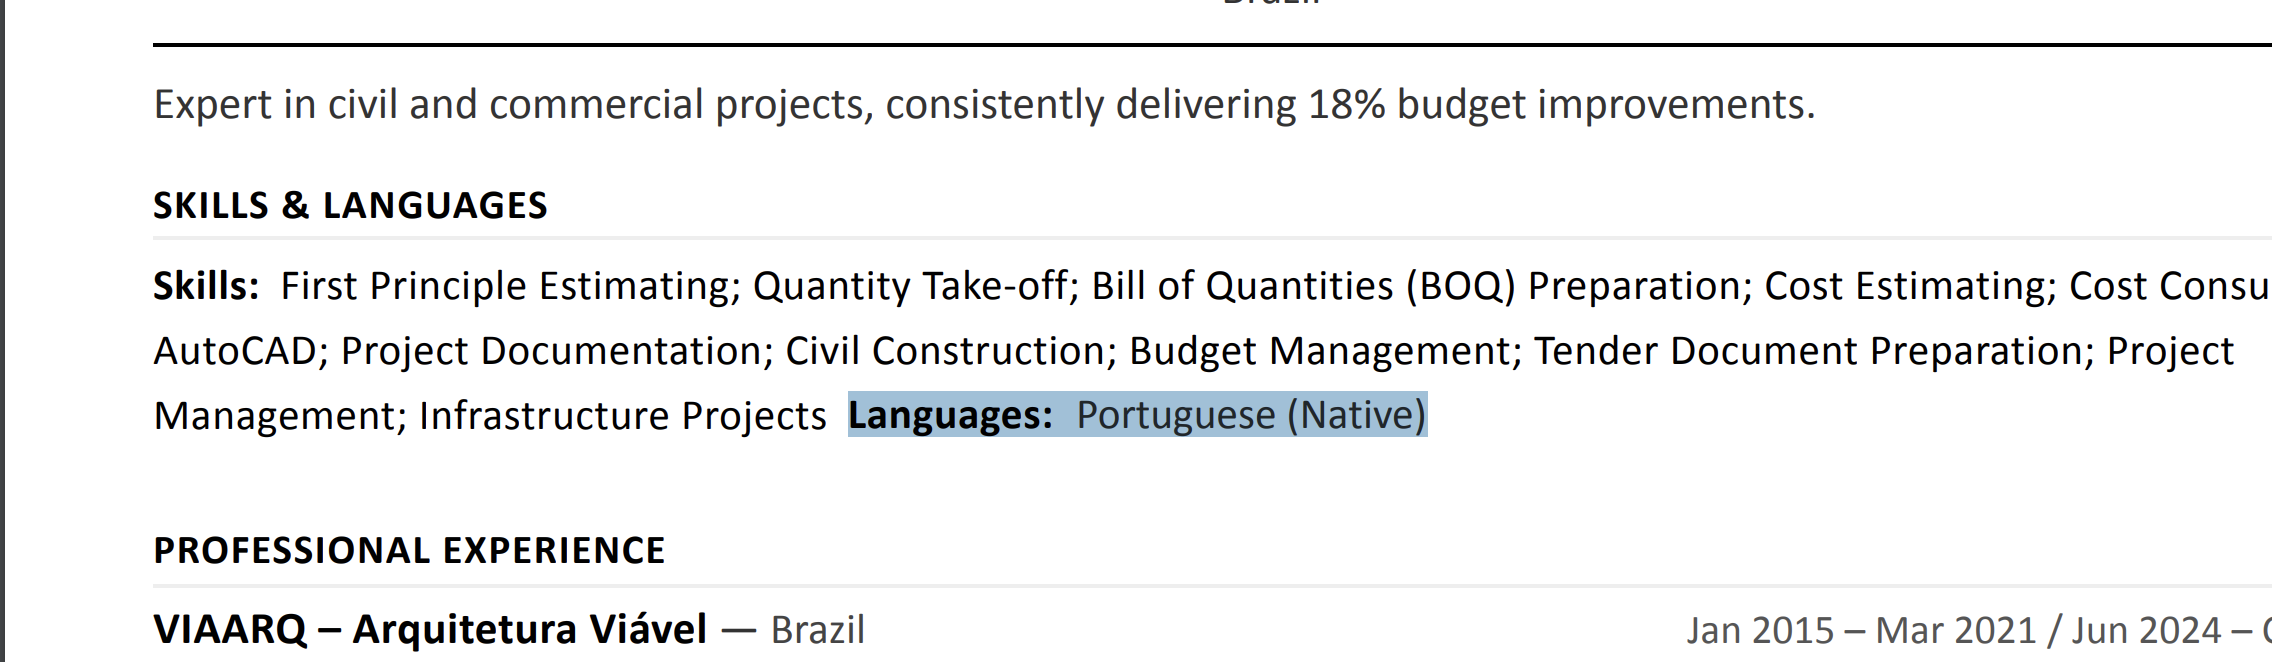 Brazil
Expert in civil and commercial projects, consistently delivering 18% budget improvements.
SKILLS & LANGUAGES
Skills: First Principle Estimating; Quantity Take-off; Bill of Quantities (BOQ) Preparation; Cost Estimating; Cost Consu
AutoCAD; Project Documentation; Civil Construction; Budget Management; Tender Document Preparation; Project
Management; Infrastructure Projects Languages: Portuguese (Native)
PROFESSIONAL EXPERIENCE
VIAARQ – Arquitetura Viável — Brazil Jan 2015 – Mar 2021 / Jun 2024 –